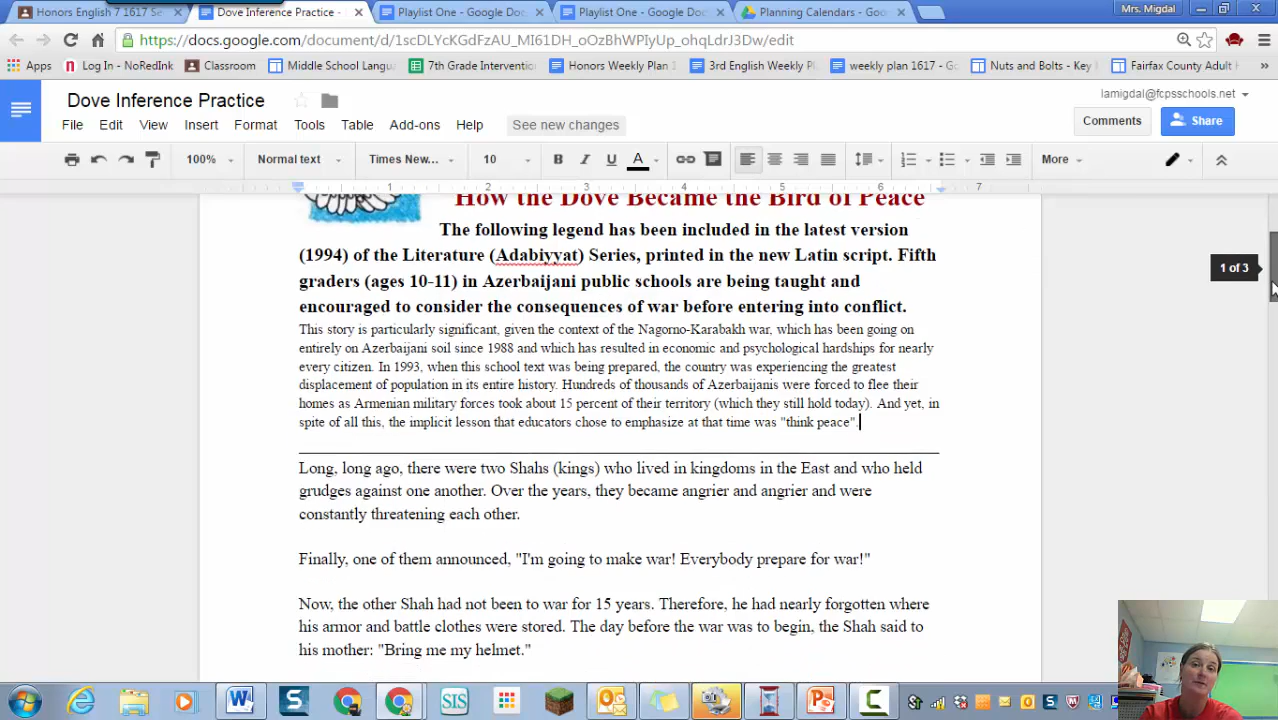 Honors English 7 1617 Se
Dove Inference Practice -
Playlist One - Google Doc
Playlist One - Google Doc
Planning Calendars - Goo
Mrs. Migdal
https://docs.google.com/document/d/1scDLYcKGdFzAU_MI61DH_oOzBhWPIyUp_ohqLdrJ3Dw/edit
Apps
Log In - NoRedInk
Classroom
Middle School Langu
7th Grade Interventio
Honors Weekly Plan 1
3rd English Weekly P
weekly plan 1617 - G
Nuts and Bolts - Key
Fairfax County Adult
Dove Inference Practice
lamigdal@fcpsschools.net
File Edit View Insert Format Tools Table Add-ons Help See new changes
Comments
Share
100% Normal text Times New... 10 B I U A More
1 2 3 4 5 6 7
How the Dove Became the Bird of Peace
The following legend has been included in the latest version
(1994) of the Literature (Adabiyyat) Series, printed in the new Latin script. Fifth
graders (ages 10-11) in Azerbaijani public schools are being taught and
encouraged to consider the consequences of war before entering into conflict.
This story is particularly significant, given the context of the Nagorno-Karabakh war, which has been going on
entirely on Azerbaijani soil since 1988 and which has resulted in economic and psychological hardships for nearly
every citizen. In 1993, when this school text was being prepared, the country was experiencing the greatest
displacement of population in its entire history. Hundreds of thousands of Azerbaijanis were forced to flee their
homes as Armenian military forces took about 15 percent of their territory (which they still hold today). And yet, in
spite of all this, the implicit lesson that educators chose to emphasize at that time was "think peace".
1 of 3
Long, long ago, there were two Shahs (kings) who lived in kingdoms in the East and who held
grudges against one another. Over the years, they became angrier and angrier and were
constantly threatening each other.
Finally, one of them announced, "I'm going to make war! Everybody prepare for war!"
Now, the other Shah had not been to war for 15 years. Therefore, he had nearly forgotten where
his armor and battle clothes were stored. The day before the war was to begin, the Shah said to
his mother: "Bring me my helmet."
SIS